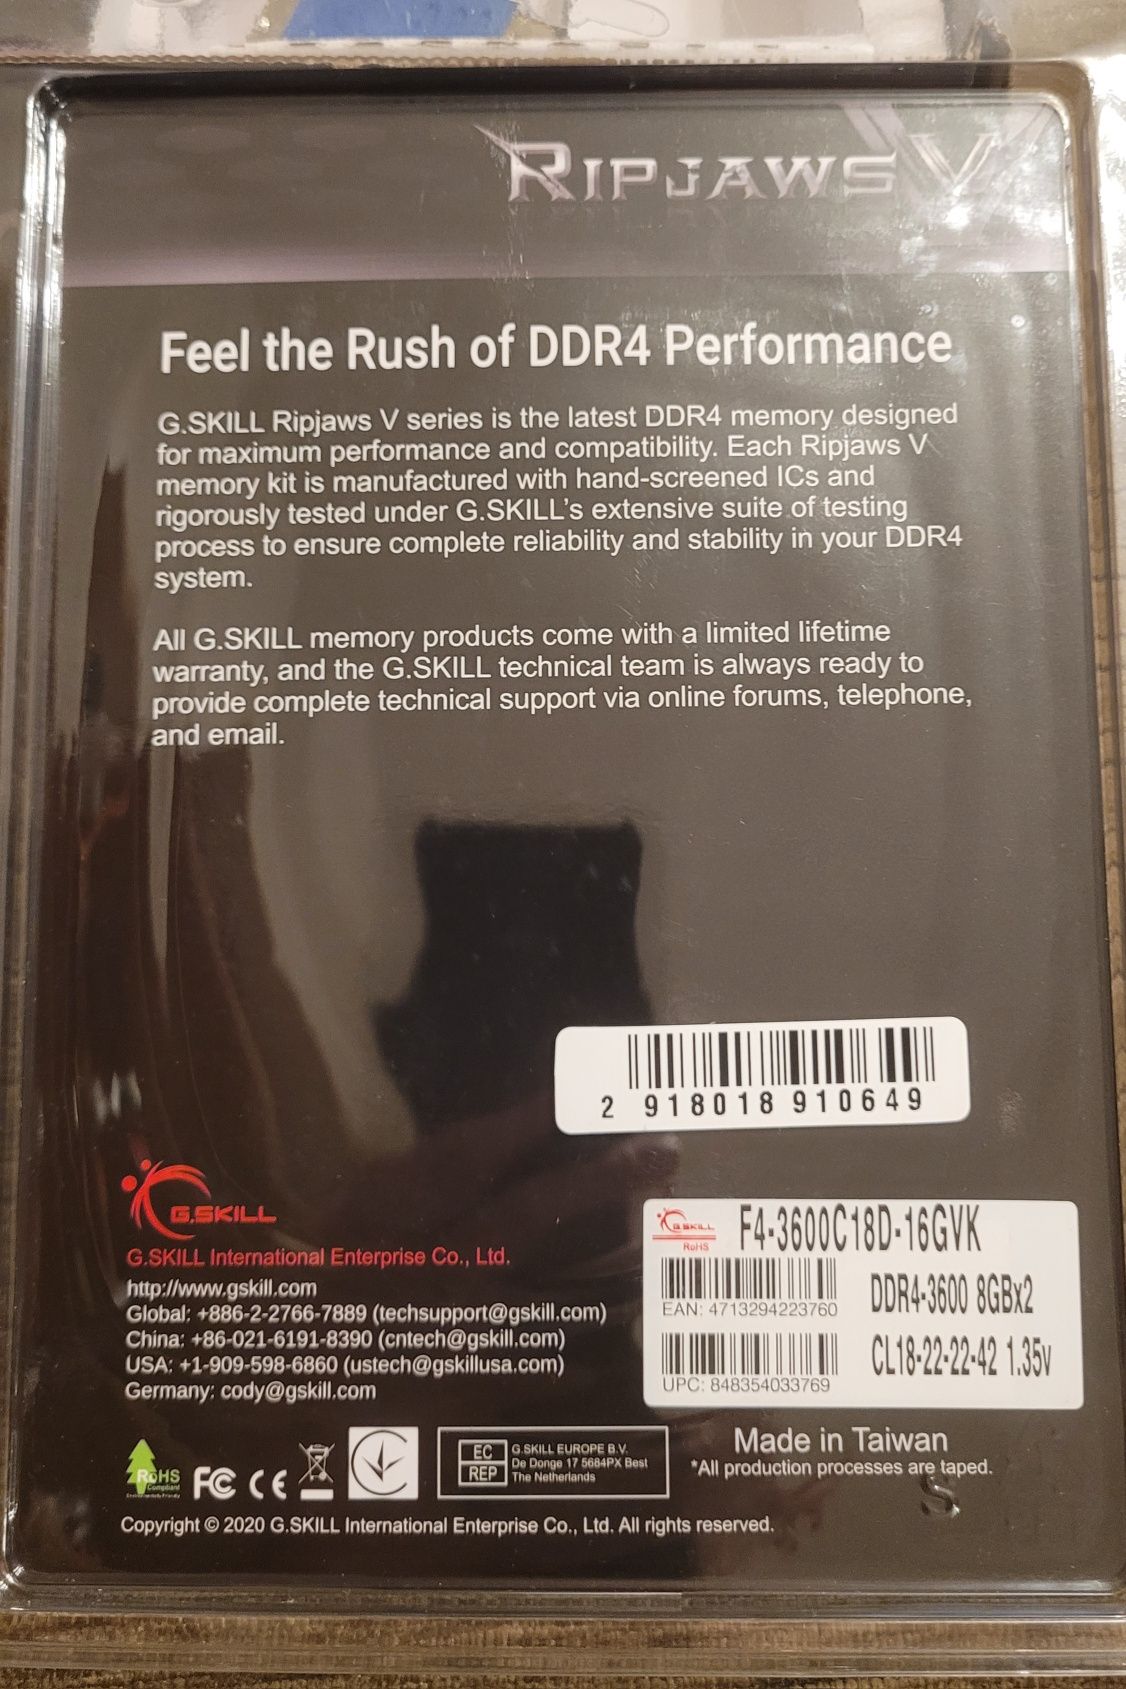 RIPJAWS V
Feel the Rush of DDR4 Performance
G.SKILL Ripjaws V series is the latest DDR4 memory designed
for maximum performance and compatibility. Each Ripjaws V
memory kit is manufactured with hand-screened ICs and
rigorously tested under G.SKILL's extensive suite of testing
process to ensure complete reliability and stability in your DDR4
system.
All G.SKILL memory products come with a limited lifetime
warranty, and the G.SKILL technical team is always ready to
provide complete technical support via online forums, telephone,
and email.
2 918018 910649
G.SKILL
G.SKILL International Enterprise Co., Ltd.
http://www.gskill.com
Global: +886-2-2766-7889 (techsupport@gskill.com)
China: +86-021-6191-8390 (cntech@gskill.com)
USA: +1-909-598-6860 (ustech@gskillusa.com)
Germany: cody@gskill.com
G.SKILL
RoHS
F4-3600C18D-16GVK
EAN: 4713294223760
DDR4-3600 8GBx2
CL18-22-22-42 1.35v
UPC: 848354033769
RoHS
Compliant
Environmentally Friendly
FC CE
EC REP
G.SKILL EUROPE B.V.
De Donge 17 5684PX Best
The Netherlands
Made in Taiwan
*All production processes are taped.
S
Copyright © 2020 G.SKILL International Enterprise Co., Ltd. All rights reserved.